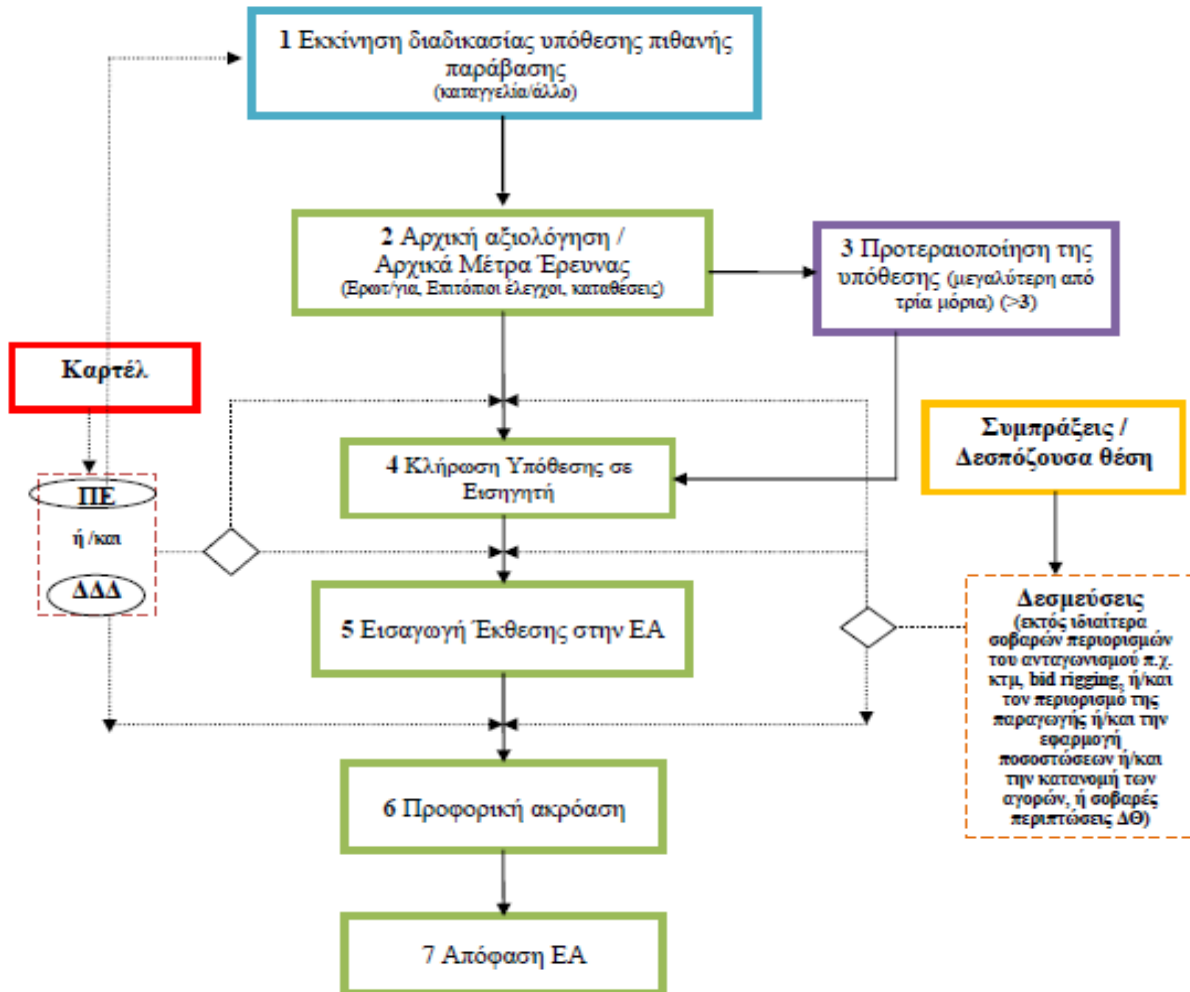 1 Εκκίνηση διαδικασίας υπόθεσης πιθανής
παράβασης
(καταγγελία/άλλο)
2 Αρχική αξιολόγηση /
Αρχικά Μέτρα Έρευνας
(Ερωτ/για, Επιτόπιοι έλεγχοι, καταθέσεις)
3 Προτεραιοποίηση της
υπόθεσης (μεγαλύτερη από
τρία μόρια) (>3)
Καρτέλ
ΠΕ
ή /και
ΔΔΔ
4 Κλήρωση Υπόθεσης σε
Εισηγητή
Συμπράξεις /
Δεσπόζουσα θέση
5 Εισαγωγή Έκθεσης στην ΕΑ
Δεσμεύσεις
(εκτός ιδιαίτερα
σοβαρών περιορισμών
του ανταγωνισμού π.χ.
κτμ, bid rigging, ή/και
τον περιορισμό της
παραγωγής ή/και την
εφαρμογή
ποσοστώσεων ή/και
την κατανομή των
αγορών, ή σοβαρές
περιπτώσεις ΔΘ)
6 Προφορική ακρόαση
7 Απόφαση ΕΑ